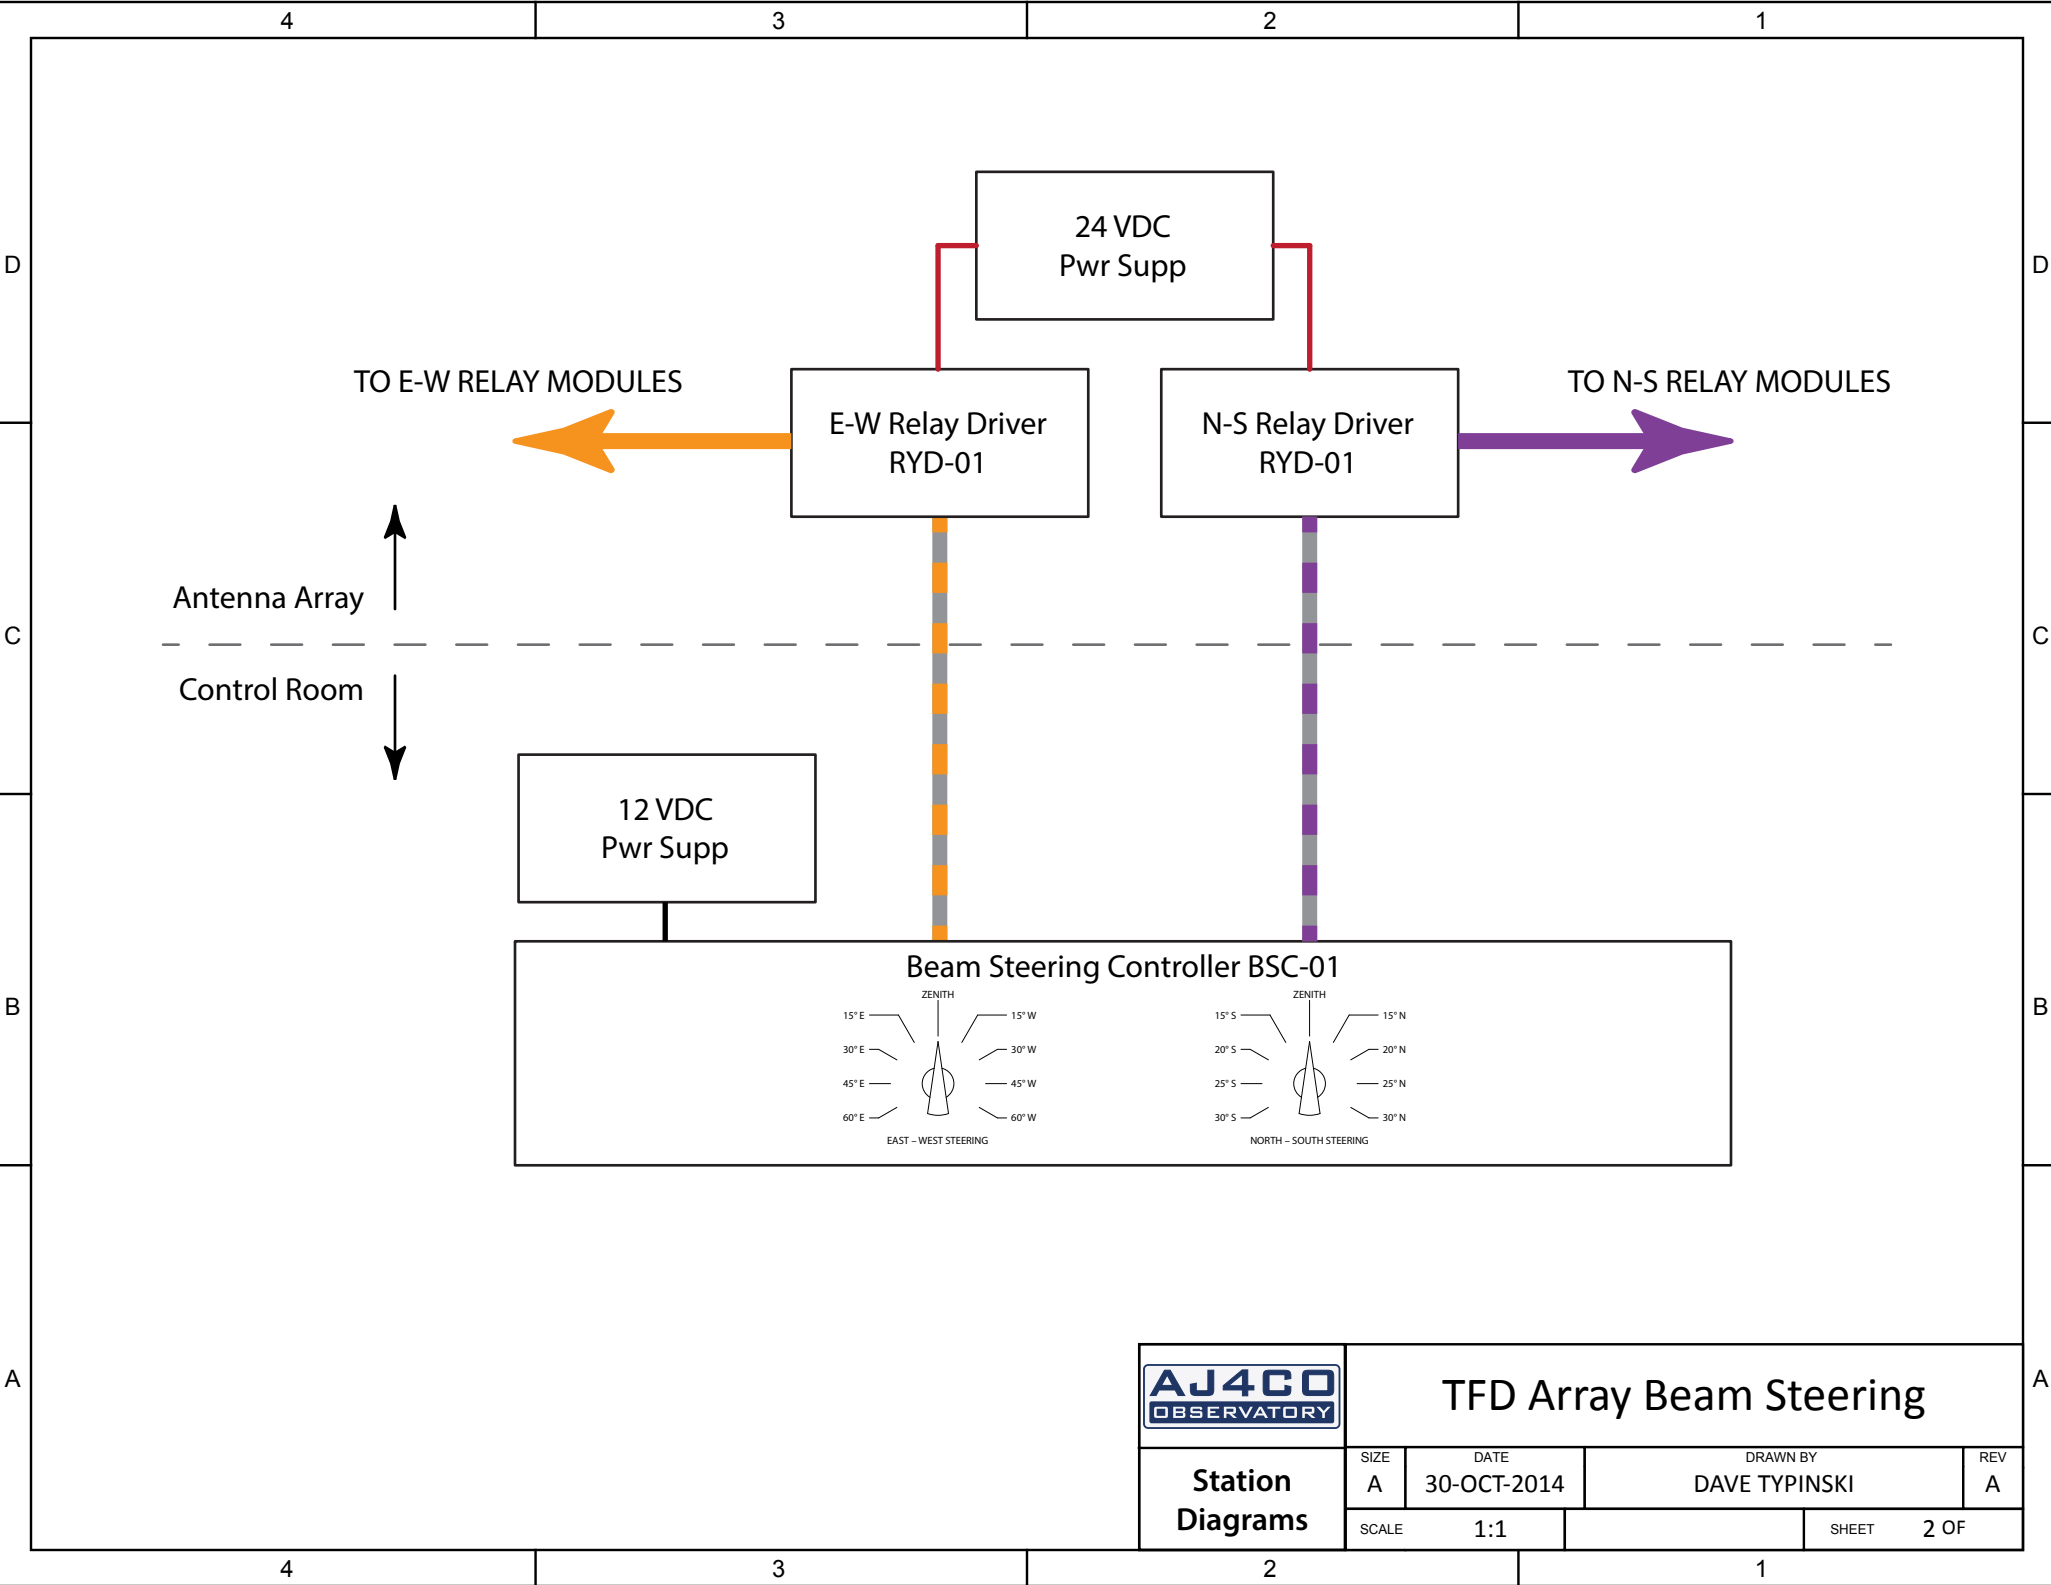 4 3 2 1
24 VDC
Pwr Supp
D D
TO E-W RELAY MODULES TO N-S RELAY MODULES
E-W Relay Driver
RYD-01
N-S Relay Driver
RYD-01
Antenna Array
C C
Control Room
12 VDC
Pwr Supp
Beam Steering Controller BSC-01
B B
ZENITH
15° E 15° W
30° E 30° W
45° E 45° W
60° E 60° W
EAST – WEST STEERING
ZENITH
15° S 15° N
20° S 20° N
25° S 25° N
30° S 30° N
NORTH – SOUTH STEERING
A A
AJ4CO
OBSERVATORY
TFD Array Beam Steering
Station
Diagrams
SIZE
A
DATE
30-OCT-2014
DRAWN BY
DAVE TYPINSKI
REV
A
SCALE 1:1
SHEET 2 OF
4 3 2 1